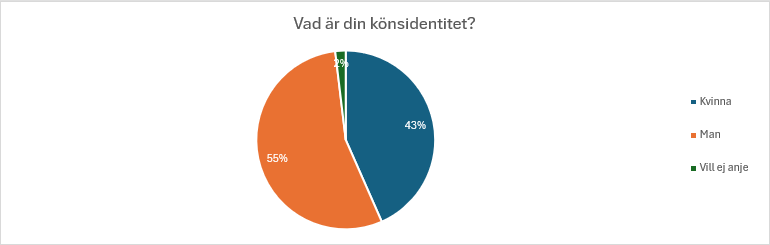 Vad är din könsidentitet?
2%
43%
55%
Kvinna
Man
Vill ej anje